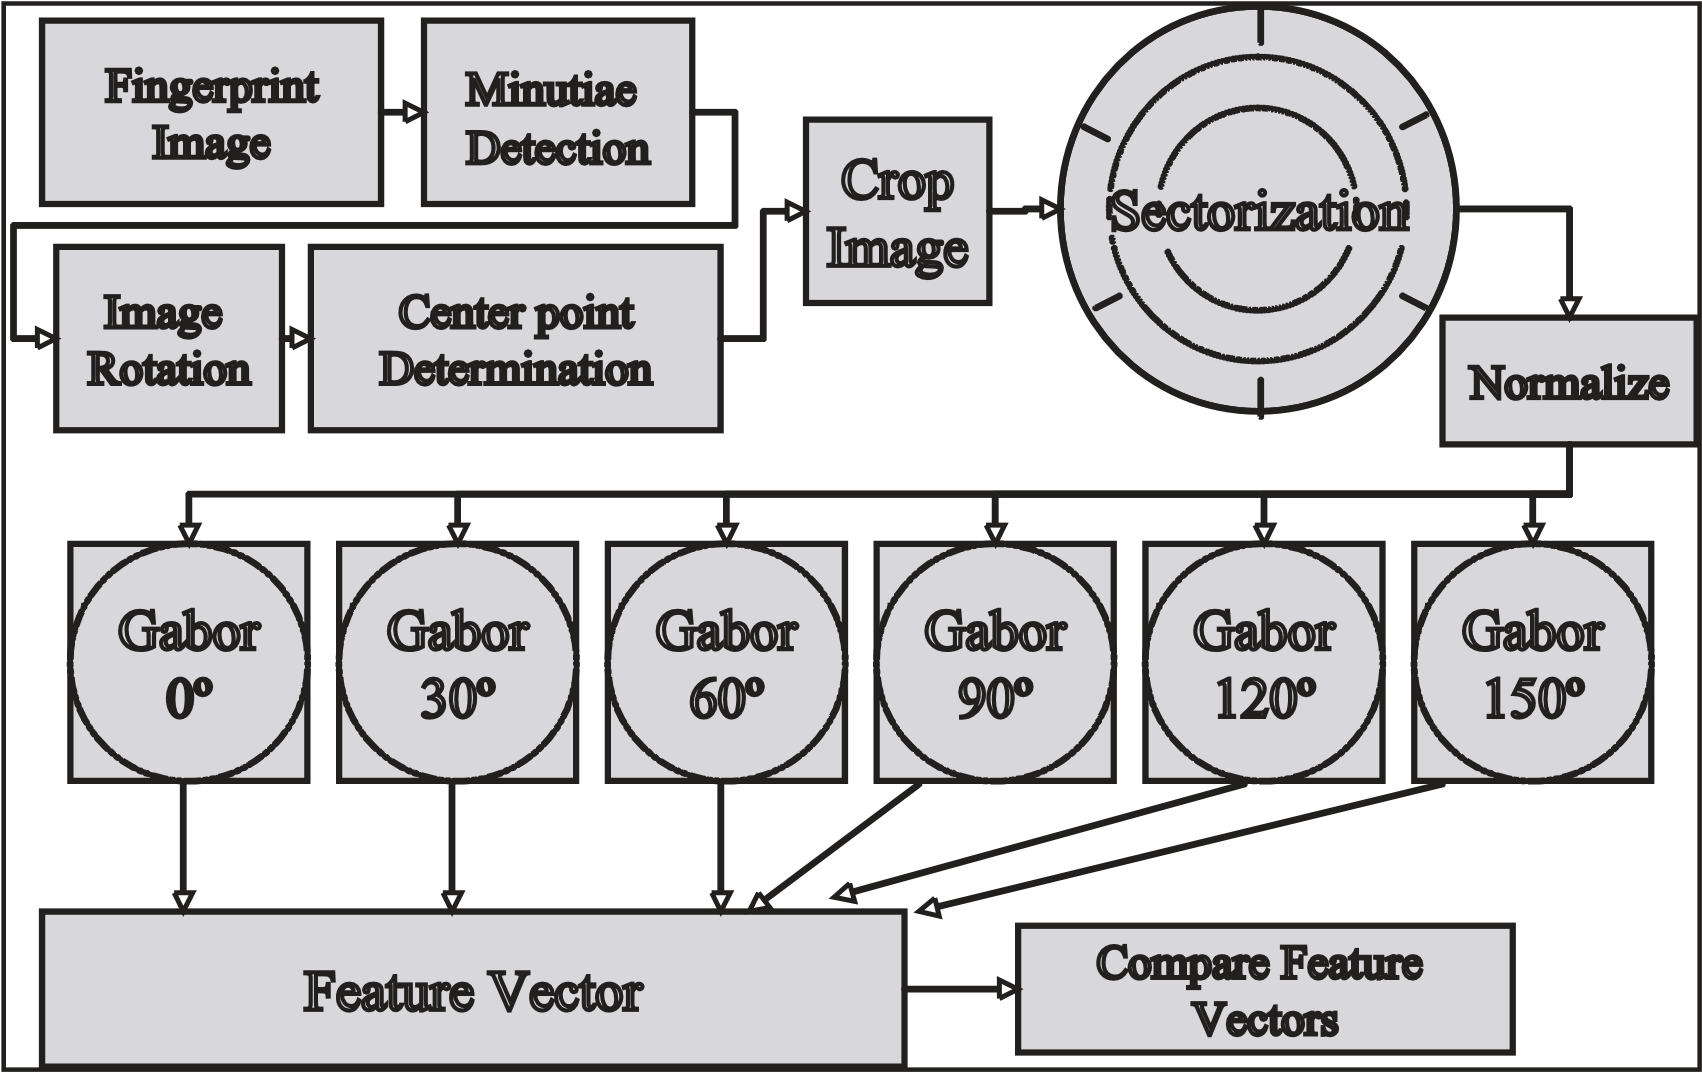 Fingerprint
Image
Minutiae
Detection
Crop
Image
Sectorization
Image
Rotation
Center point
Determination
Normalize
Gabor
0º
Gabor
30º
Gabor
60º
Gabor
90º
Gabor
120º
Gabor
150º
Feature Vector
Compare Feature
Vectors